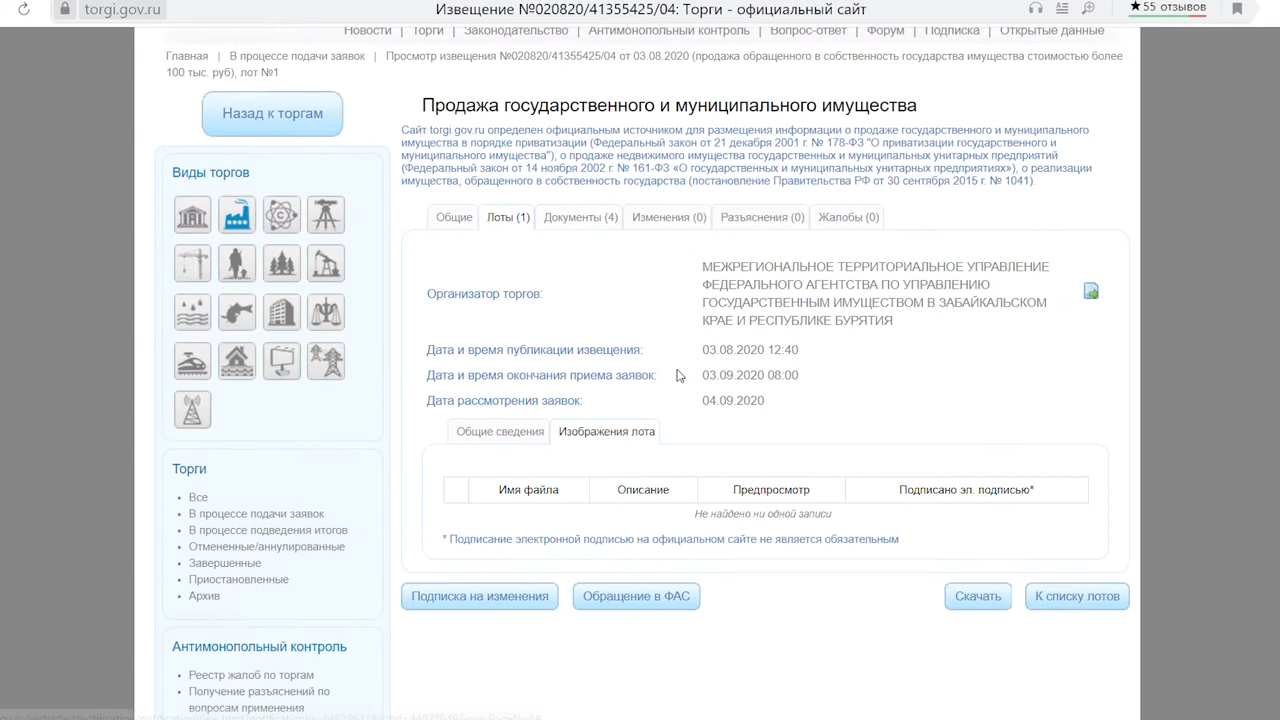 torgi.gov.ru
Извещение №020820/41355425/04: Торги - официальный сайт
★55 отзывов
Новости | Торги | Законодательство | Антимонопольный контроль | Вопрос-ответ | Форум | Подписка | Открытые данные
Главная | В процессе подачи заявок | Просмотр извещения №020820/41355425/04 от 03.08.2020 (продажа обращенного в собственность государства имущества стоимостью более
100 тыс. руб), лот №1
Назад к торгам
Продажа государственного и муниципального имущества
Сайт torgi.gov.ru определен официальным источником для размещения информации о продаже государственного и муниципального
имущества в порядке приватизации (Федеральный закон от 21 декабря 2001 г. № 178-ФЗ "О приватизации государственного и
муниципального имущества"), о продаже недвижимого имущества государственных и муниципальных унитарных предприятий
(Федеральный закон от 14 ноября 2002 г. № 161-ФЗ «О государственных и муниципальных унитарных предприятиях»), о реализации
имущества, обращенного в собственность государства (постановление Правительства РФ от 30 сентября 2015 г. № 1041).
Виды торгов
Общие Лоты (1) Документы (4) Изменения (0) Разъяснения (0) Жалобы (0)
Организатор торгов:
МЕЖРЕГИОНАЛЬНОЕ ТЕРРИТОРИАЛЬНОЕ УПРАВЛЕНИЕ
ФЕДЕРАЛЬНОГО АГЕНТСТВА ПО УПРАВЛЕНИЮ
ГОСУДАРСТВЕННЫМ ИМУЩЕСТВОМ В ЗАБАЙКАЛЬСКОМ
КРАЕ И РЕСПУБЛИКЕ БУРЯТИЯ
Дата и время публикации извещения: 03.08.2020 12:40
Дата и время окончания приема заявок: 03.09.2020 08:00
Дата рассмотрения заявок: 04.09.2020
Общие сведения Изображения лота
Имя файла Описание Предпросмотр Подписано эл. подписью*
Не найдено ни одной записи
* Подписание электронной подписью на официальном сайте не является обязательным
Подписка на изменения Обращение в ФАС Скачать К списку лотов
Торги
Все
В процессе подачи заявок
В процессе подведения итогов
Отмененные/аннулированные
Завершенные
Приостановленные
Архив
Антимонопольный контроль
Реестр жалоб по торгам
Получение разъяснений по
вопросам применения